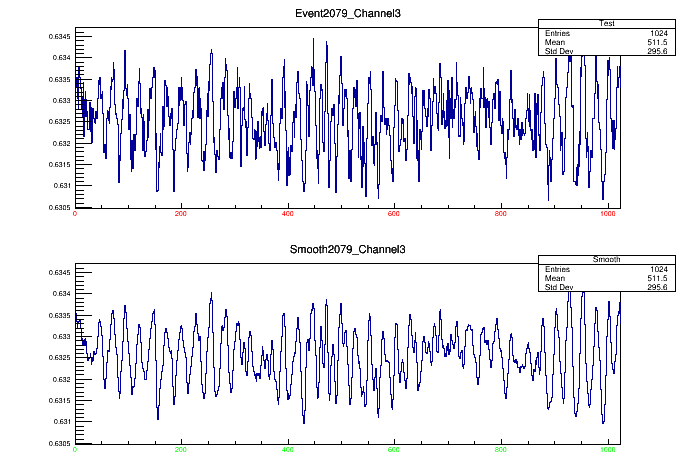 Event2079_Channel3
Test
Entries 1024
Mean 511.5
Std Dev 295.6
0.6345
0.634
0.6335
0.633
0.6325
0.632
0.6315
0.631
0.6305
0 200 400 600 800 1000
Smooth2079_Channel3
Smooth
Entries 1024
Mean 511.5
Std Dev 295.6
0.6345
0.634
0.6335
0.633
0.6325
0.632
0.6315
0.631
0.6305
0 200 400 600 800 1000